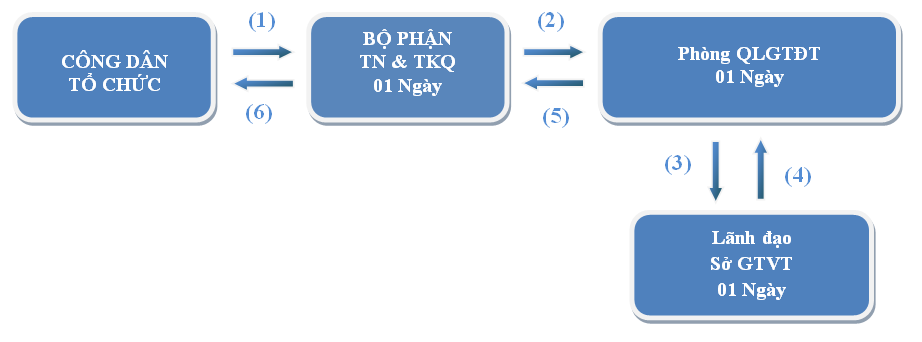 (1)
(2)
CÔNG DÂN
TỔ CHỨC
BỘ PHẬN
TN & TKQ
01 Ngày
Phòng QLGTĐT
01 Ngày
(6)
(5)
(3)
(4)
Lãnh đạo
Sở GTVT
01 Ngày